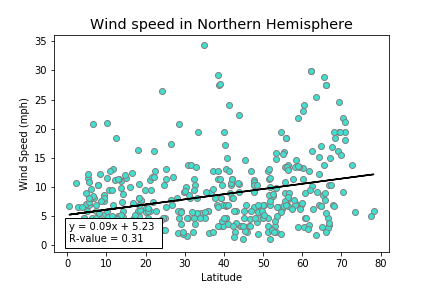 Wind speed in Northern Hemisphere
35
30
25
20
15
10
5
0
Wind Speed (mph)
y = 0.09x + 5.23
R-value = 0.31
0 10 20 30 40 50 60 70 80
Latitude